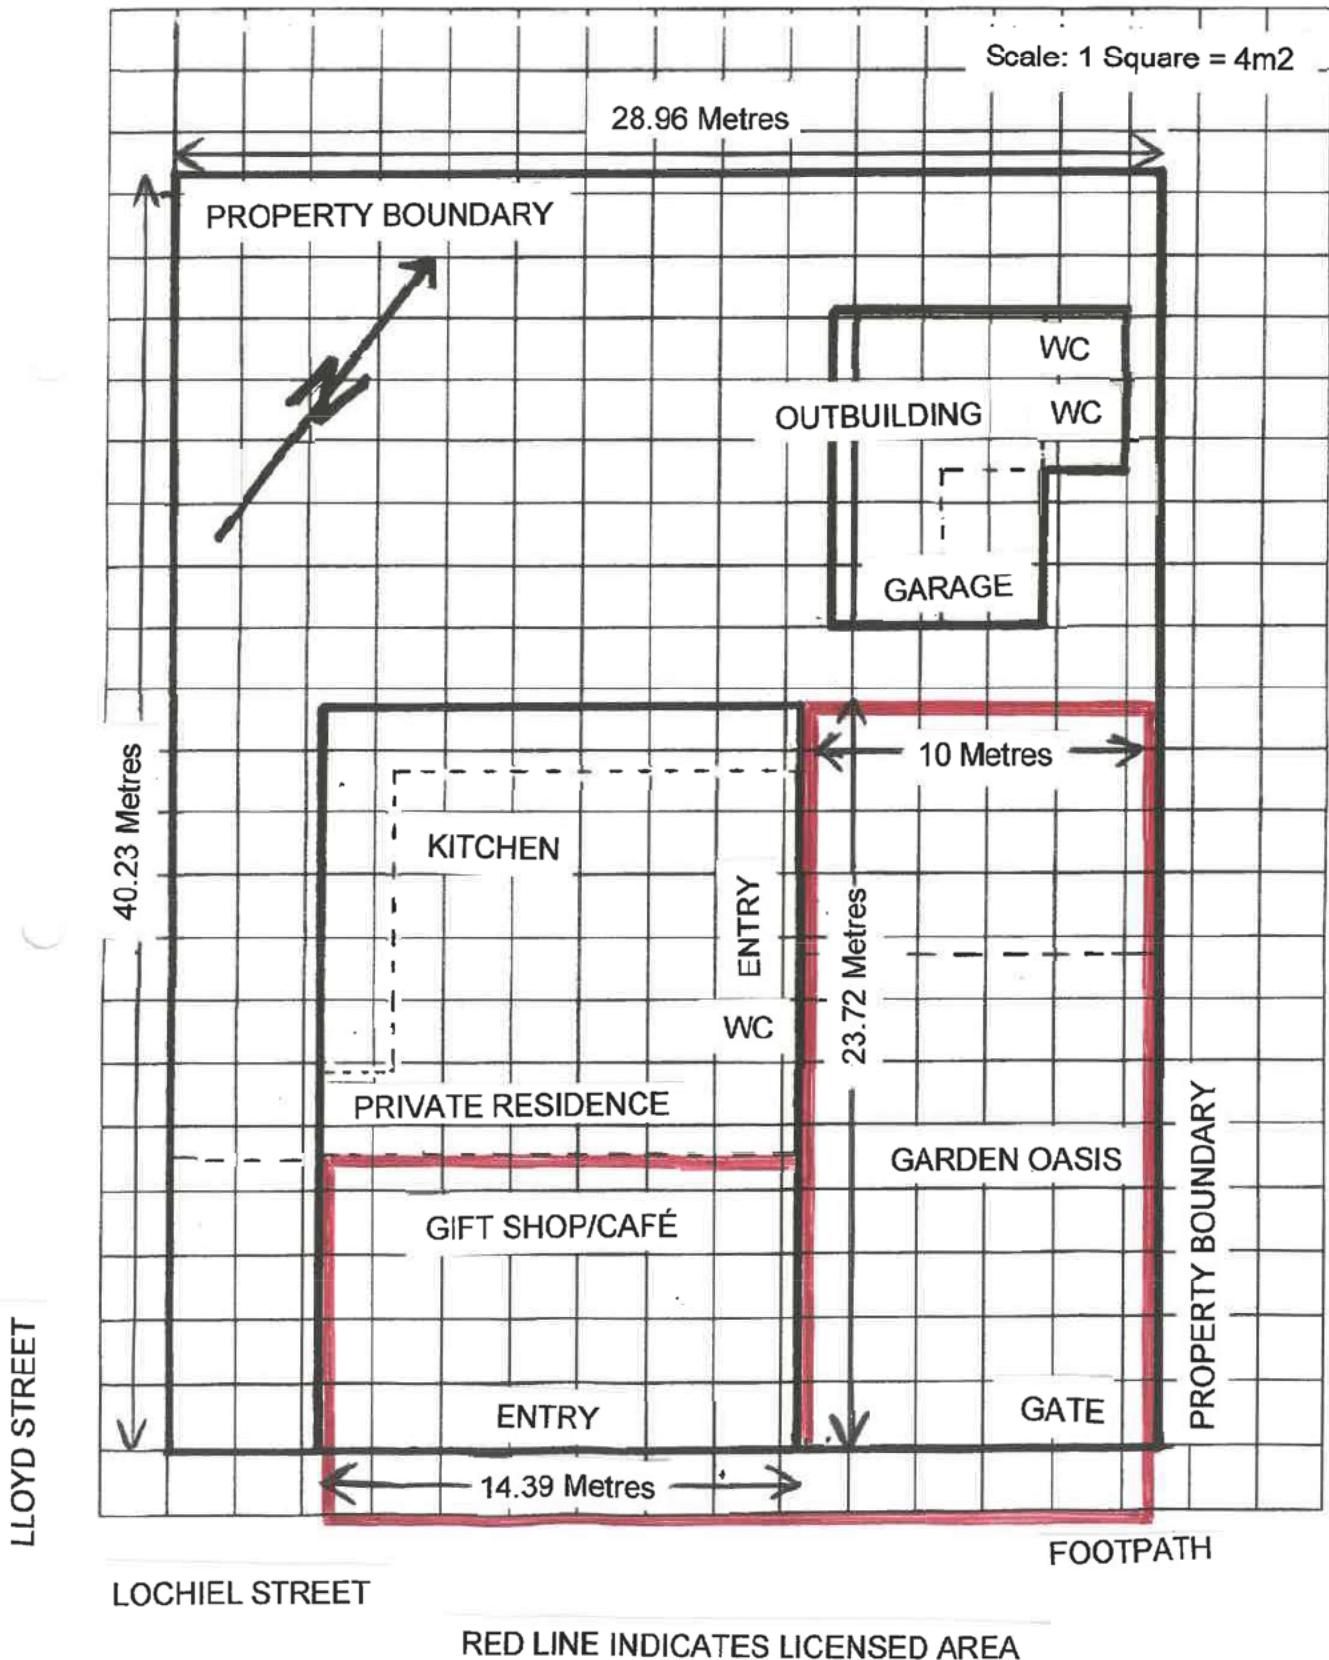 Scale: 1 Square = 4m2
28.96 Metres
PROPERTY BOUNDARY
N
WC
OUTBUILDING
WC
GARAGE
40.23 Metres
10 Metres
KITCHEN
ENTRY
23.72 Metres
WC
PRIVATE RESIDENCE
GARDEN OASIS
PROPERTY BOUNDARY
GIFT SHOP/CAFÉ
ENTRY
GATE
14.39 Metres
LLOYD STREET
FOOTPATH
LOCHIEL STREET
RED LINE INDICATES LICENSED AREA